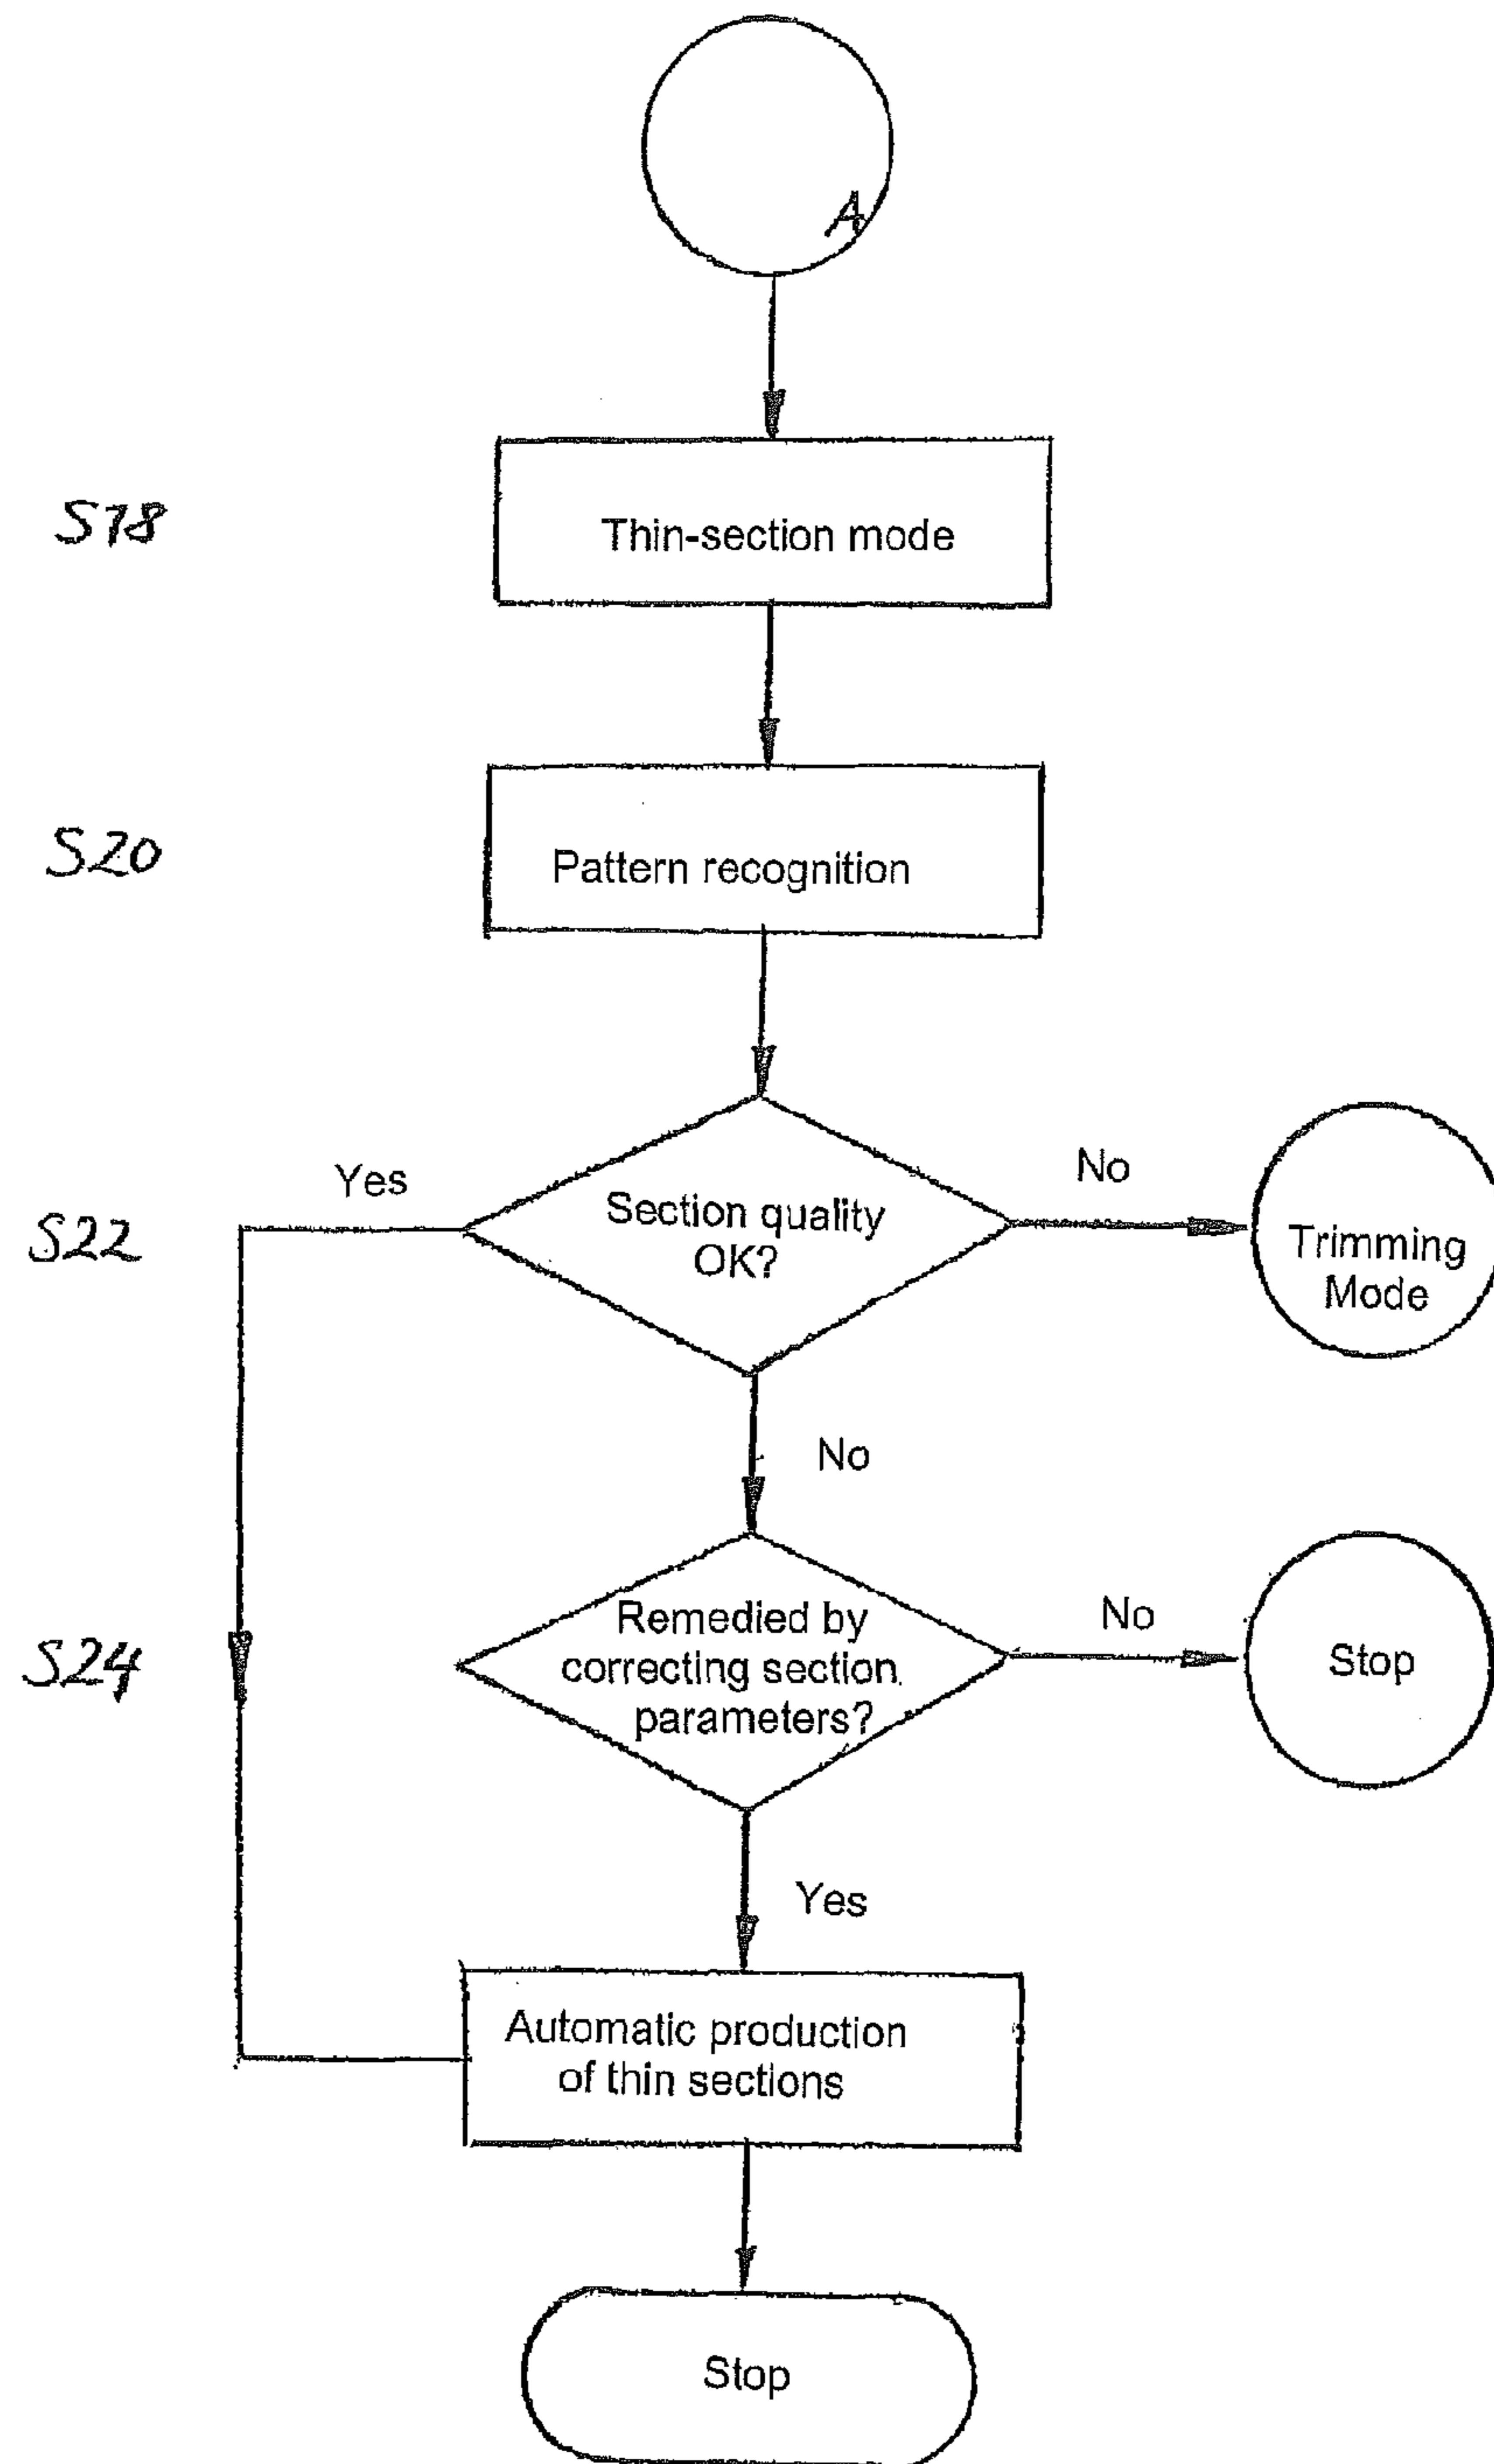 A
S18
Thin-section mode
S20
Pattern recognition
Yes
No
S22
Section quality
OK?
Trimming
Mode
No
S24
Remedied by
correcting section
parameters?
No
Stop
Yes
Automatic production
of thin sections
Stop